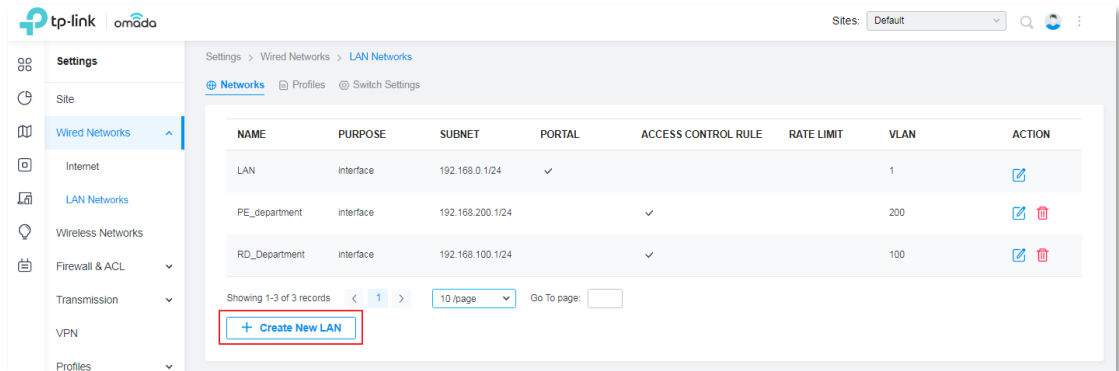 tp-link omada
Sites: Default
Settings
Settings > Wired Networks > LAN Networks
Networks Profiles Switch Settings
Site
Wired Networks
Internet
LAN Networks
Wireless Networks
Firewall & ACL
Transmission
VPN
Profiles
NAME PURPOSE SUBNET PORTAL ACCESS CONTROL RULE RATE LIMIT VLAN ACTION
LAN interface 192.168.0.1/24 1
PE_department interface 192.168.200.1/24 200
RD_Department interface 192.168.100.1/24 100
Showing 1-3 of 3 records < 1 > 10 /page Go To page:
+ Create New LAN